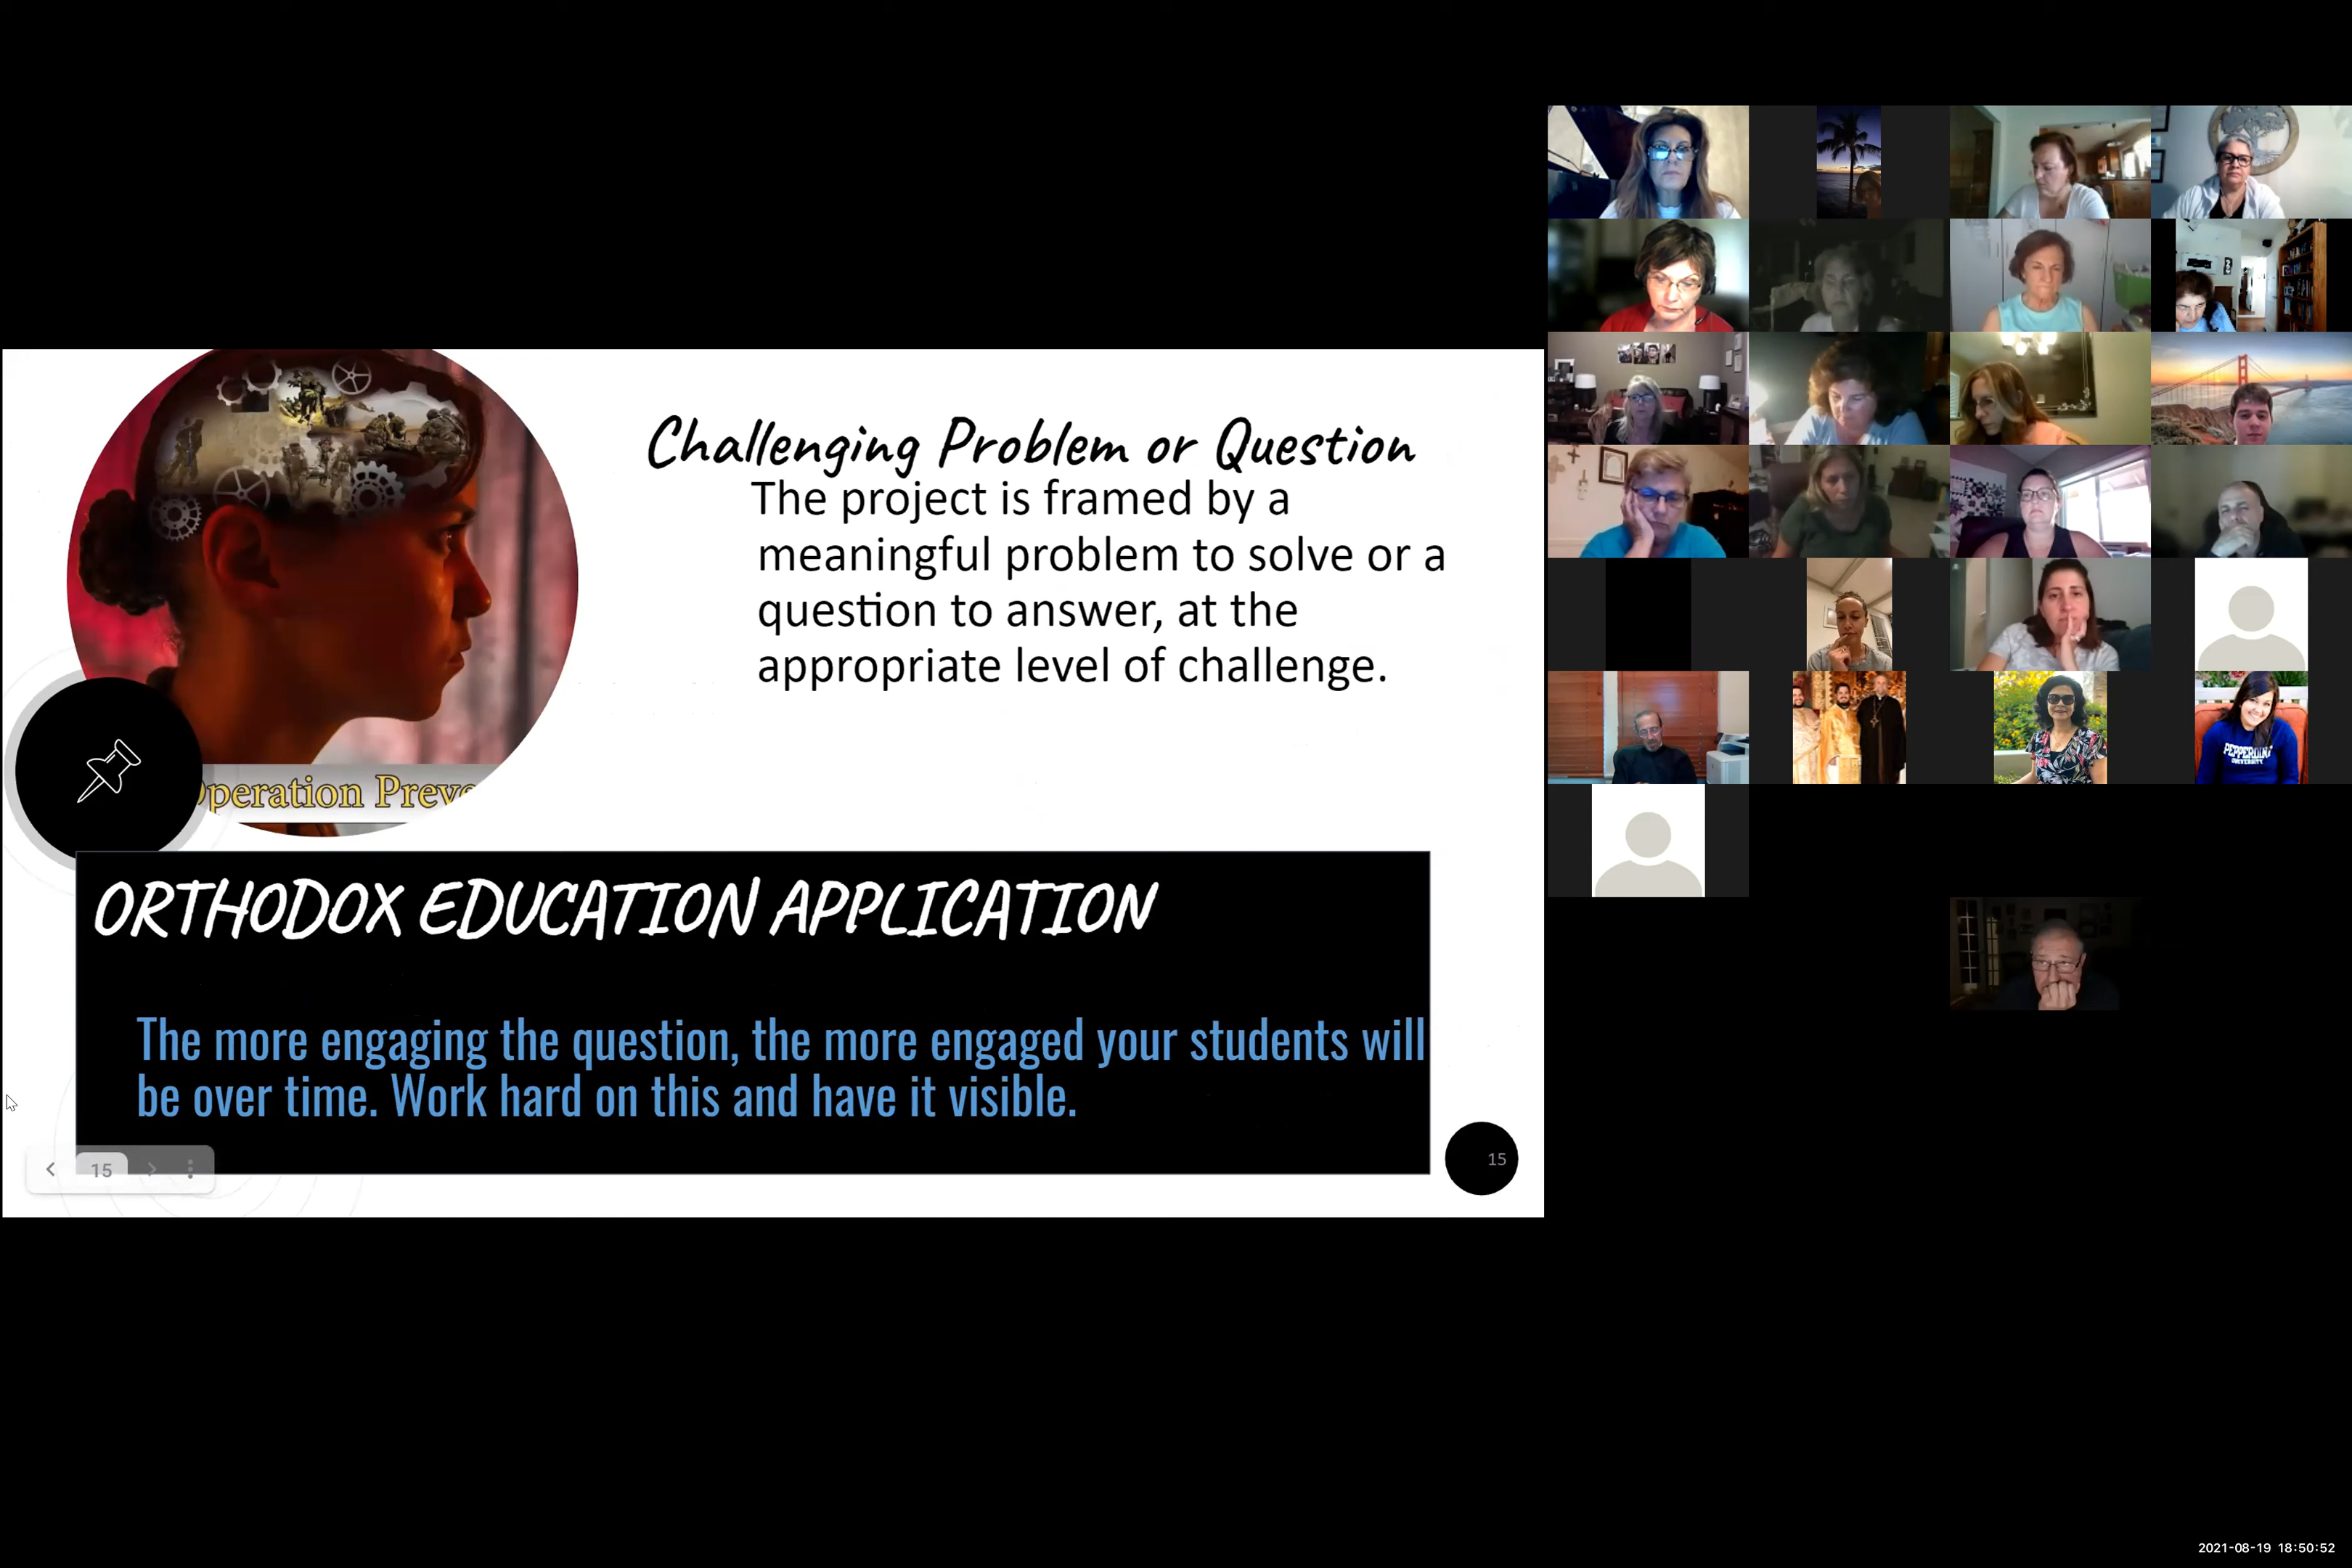 Challenging Problem or Question
The project is framed by a
meaningful problem to solve or a
question to answer, at the
appropriate level of challenge.
Operation Preve
ORTHODOX EDUCATION APPLICATION
The more engaging the question, the more engaged your students will
be over time. Work hard on this and have it visible.
15
15
PEPPERDINE
UNIVERSITY
2021-08-19 18:50:52